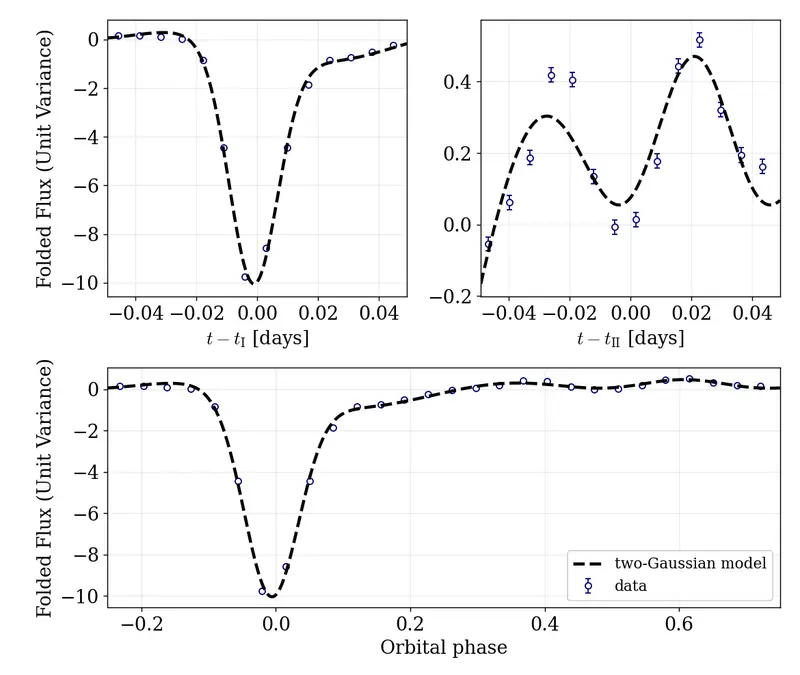 Folded Flux (Unit Variance)
0
−2
−4
−6
−8
−10
−0.04 −0.02 0.00 0.02 0.04
t − t_I [days]
0.4
0.2
0.0
−0.2
−0.04 −0.02 0.00 0.02 0.04
t − t_II [days]
Folded Flux (Unit Variance)
0
−2
−4
−6
−8
−10
−0.2 0.0 0.2 0.4 0.6
Orbital phase
two-Gaussian model
data